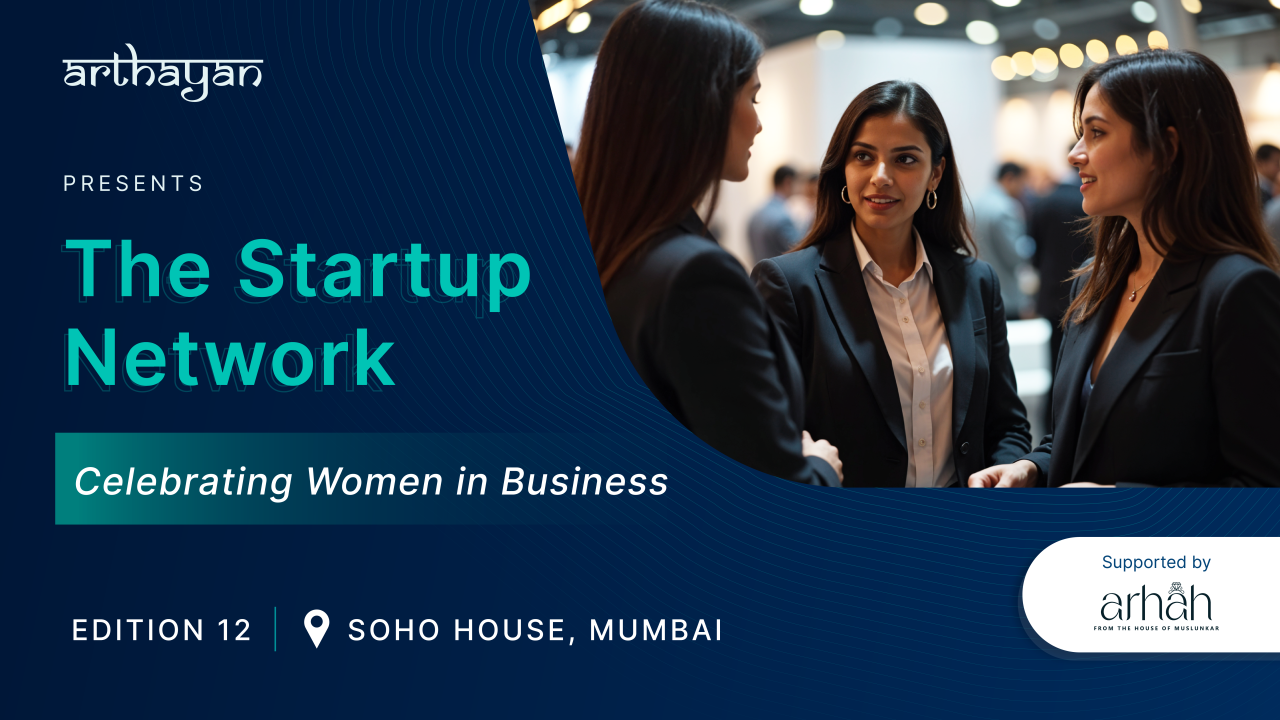 arthayan
PRESENTS
The Startup
Network
Celebrating Women in Business
EDITION 12
SOHO HOUSE, MUMBAI
Supported by
arhah
FROM THE HOUSE OF MUSLUNKAR